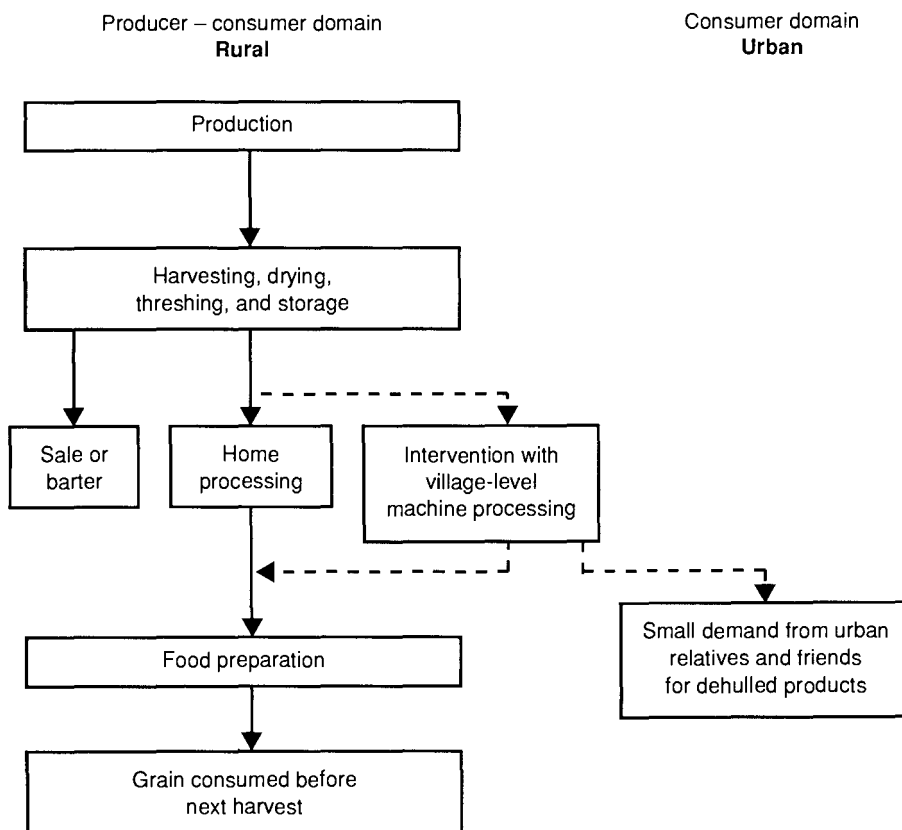 Producer – consumer domain
Rural
Consumer domain
Urban
Production
Harvesting, drying,
threshing, and storage
Sale or
barter
Home
processing
Intervention with
village-level
machine processing
Small demand from urban
relatives and friends
for dehulled products
Food preparation
Grain consumed before
next harvest